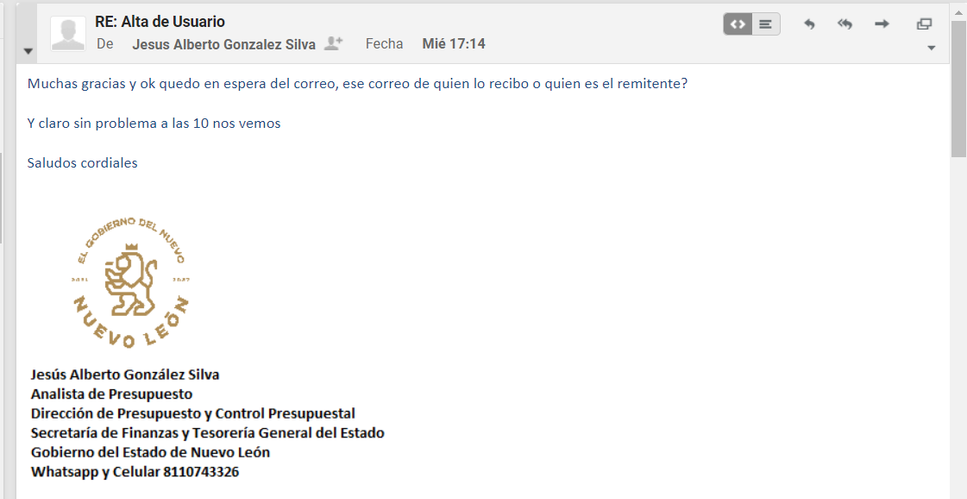 RE: Alta de Usuario
De Jesus Alberto Gonzalez Silva Fecha Mié 17:14
Muchas gracias y ok quedo en espera del correo, ese correo de quien lo recibo o quien es el remitente?
Y claro sin problema a las 10 nos vemos
Saludos cordiales
EL GOBIERNO DEL NUEVO
NUEVO LEÓN
Jesús Alberto González Silva
Analista de Presupuesto
Dirección de Presupuesto y Control Presupuestal
Secretaría de Finanzas y Tesorería General del Estado
Gobierno del Estado de Nuevo León
Whatsapp y Celular 8110743326